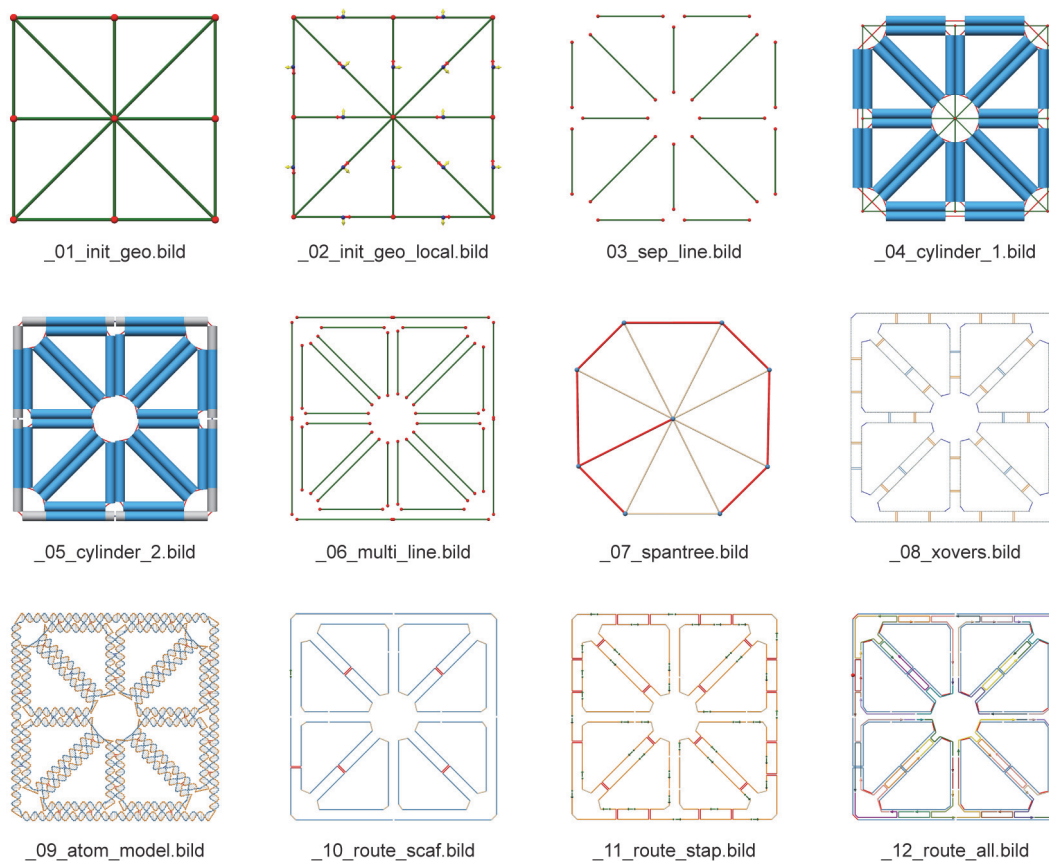 _01_init_geo.bild
_02_init_geo_local.bild
03_sep_line.bild
_04_cylinder_1.bild
_05_cylinder_2.bild
_06_multi_line.bild
_07_spantree.bild
_08_xovers.bild
_09_atom_model.bild
_10_route_scaf.bild
_11_route_stap.bild
_12_route_all.bild